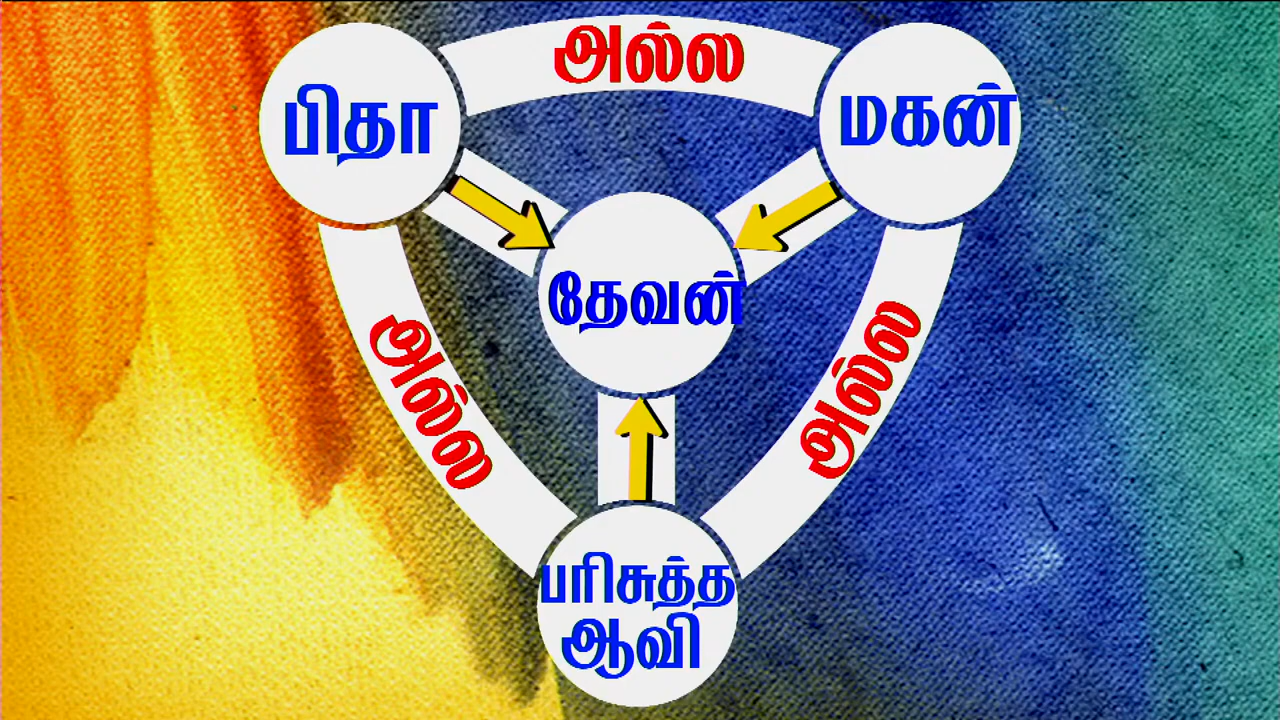 அல்ல
பிதா
மகன்
தேவன்
அல்ல
அல்ல
பரிசுத்த
ஆவி